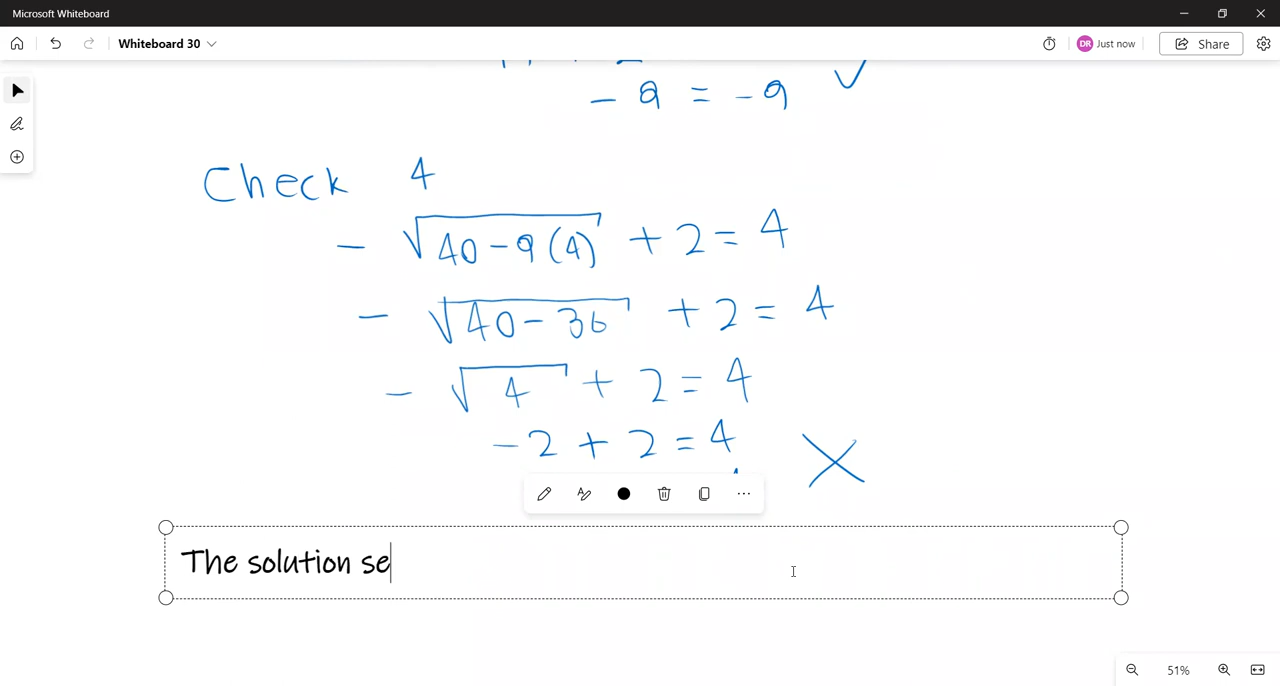 Microsoft Whiteboard
Whiteboard 30
DR Just now
Share
- 9 = - 9 ✓
Check 4
- √(40 - 9(4)) + 2 = 4
- √(40 - 36) + 2 = 4
- √4 + 2 = 4
- 2 + 2 = 4
The solution se
51%